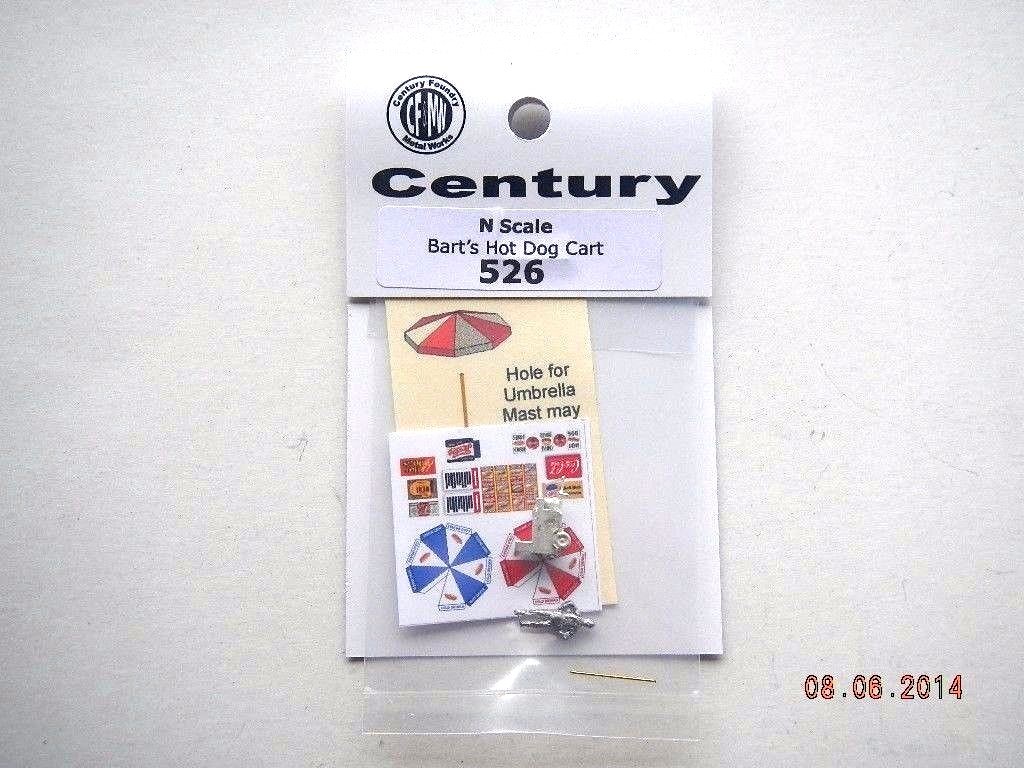 Century Foundry
CF&MW
Metal Works
Century
N Scale
Bart's Hot Dog Cart
526
Hole for
Umbrella
Mast may
08.06.2014